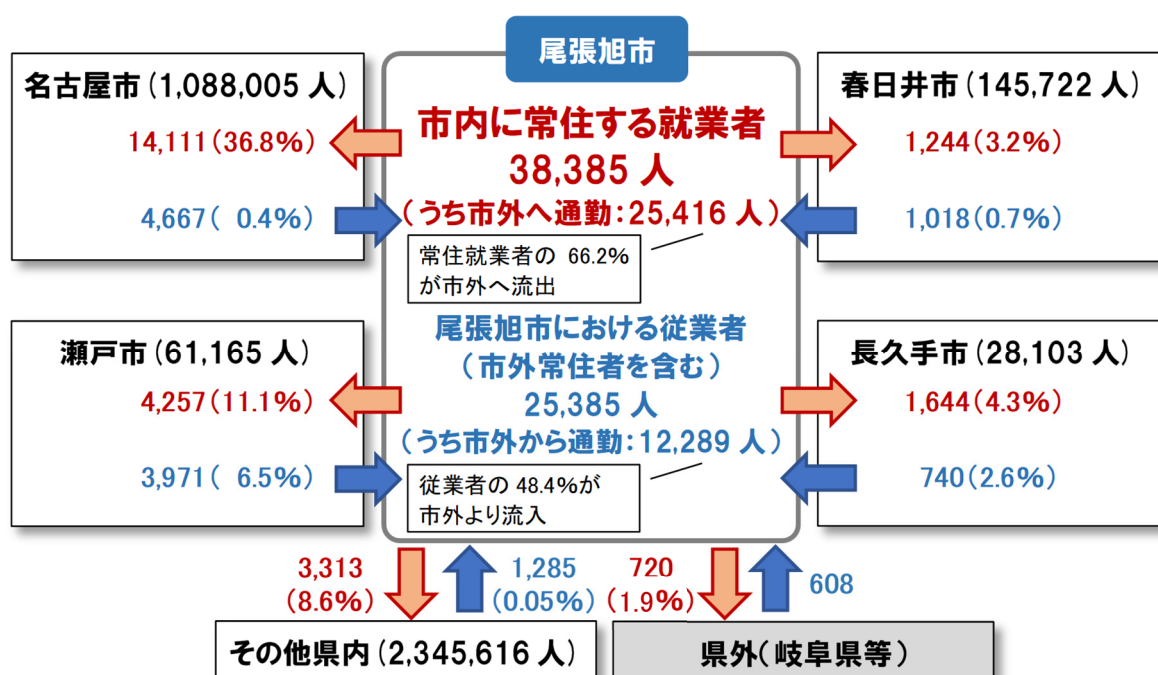 尾張旭市
名古屋市(1,088,005 人)
14,111(36.8%)
4,667( 0.4%)
市内に常住する就業者
38,385 人
(うち市外へ通勤:25,416 人)
常住就業者の 66.2%
が市外へ流出
春日井市(145,722 人)
1,244(3.2%)
1,018(0.7%)
瀬戸市(61,165 人)
4,257(11.1%)
3,971( 6.5%)
尾張旭市における従業者
(市外常住者を含む)
25,385 人
(うち市外から通勤:12,289 人)
従業者の 48.4%が
市外より流入
長久手市(28,103 人)
1,644(4.3%)
740(2.6%)
3,313
(8.6%)
1,285
(0.05%)
720
(1.9%)
608
その他県内(2,345,616 人)
県外(岐阜県等)